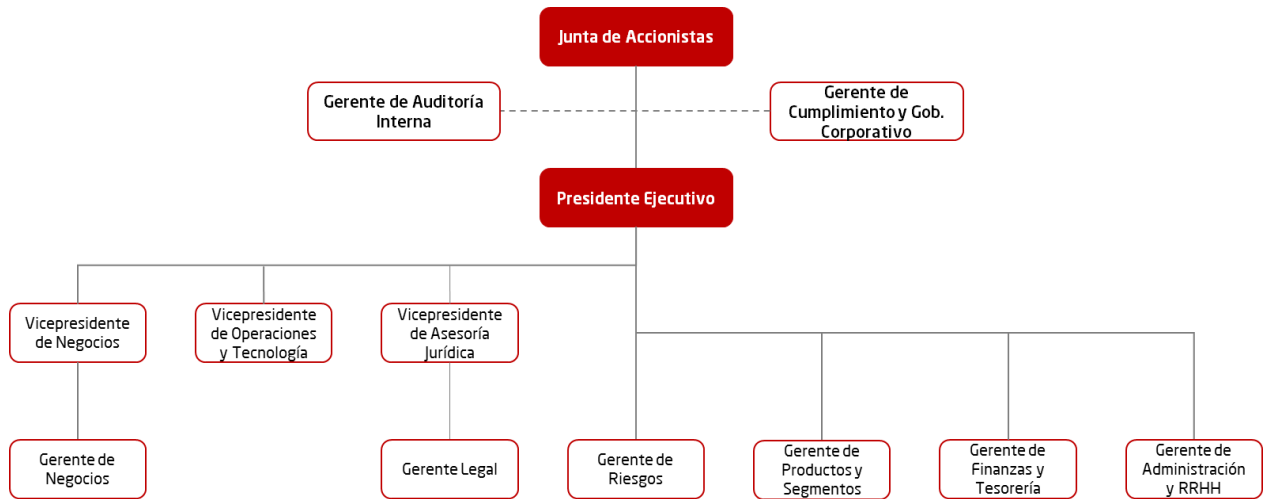 Junta de Accionistas
Gerente de Auditoría
Interna
Gerente de
Cumplimiento y Gob.
Corporativo
Presidente Ejecutivo
Vicepresidente
de Negocios
Vicepresidente
de Operaciones
y Tecnología
Vicepresidente
de Asesoría
Jurídica
Gerente de
Negocios
Gerente Legal
Gerente de
Riesgos
Gerente de
Productos y
Segmentos
Gerente de
Finanzas y
Tesorería
Gerente de
Administración
y RRHH